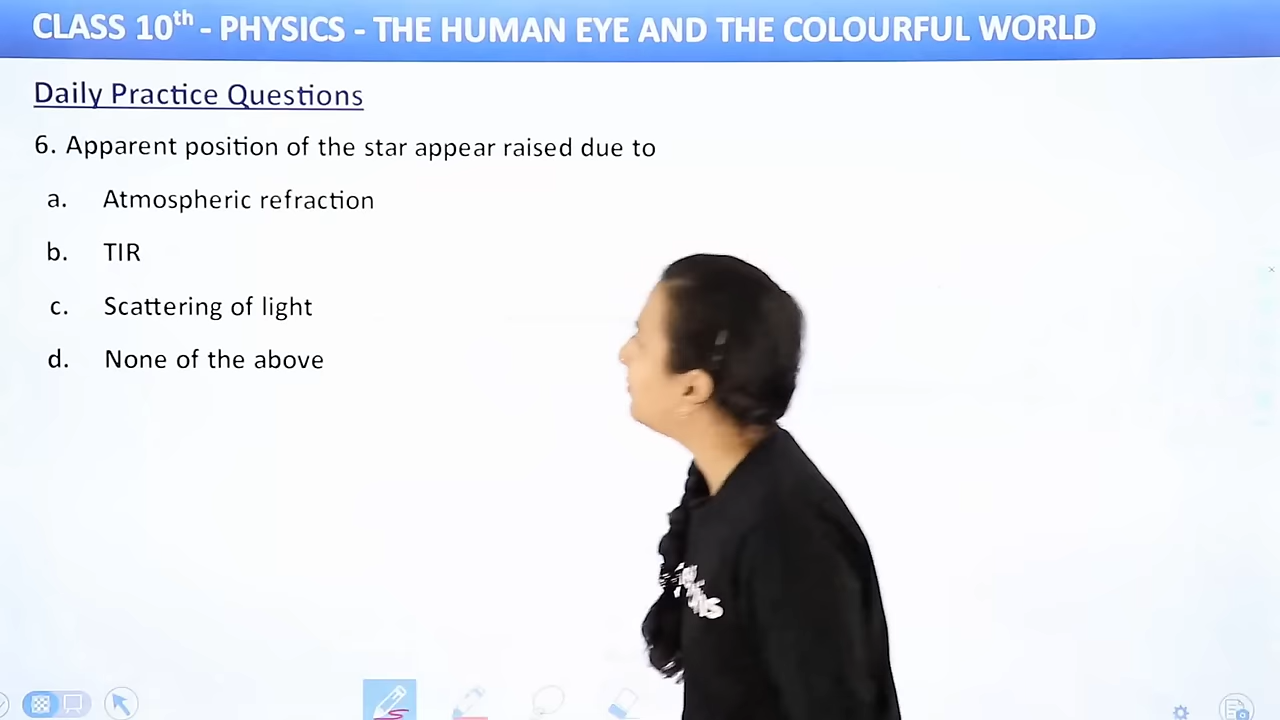 CLASS 10th - PHYSICS - THE HUMAN EYE AND THE COLOURFUL WORLD
Daily Practice Questions
6. Apparent position of the star appear raised due to
a. Atmospheric refraction
b. TIR
c. Scattering of light
d. None of the above